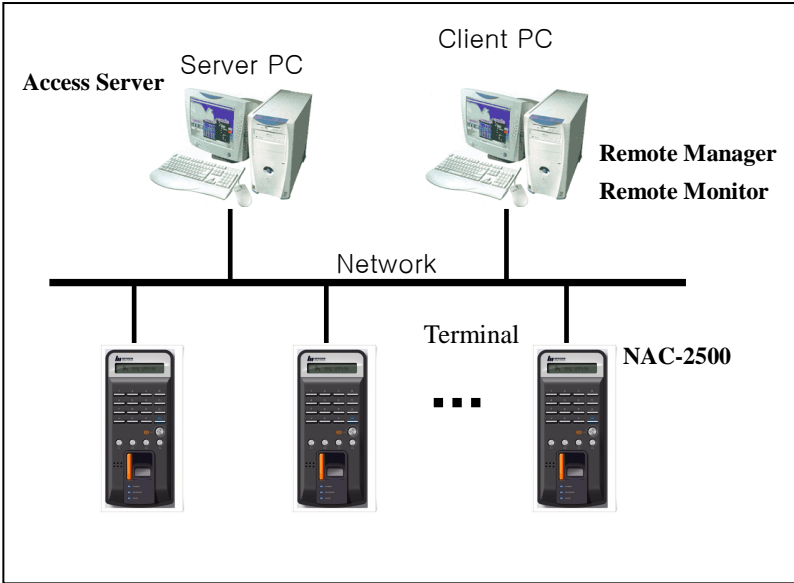 Client PC
Server PC
Access Server
Remote Manager
Remote Monitor
Network
Terminal
NAC-2500